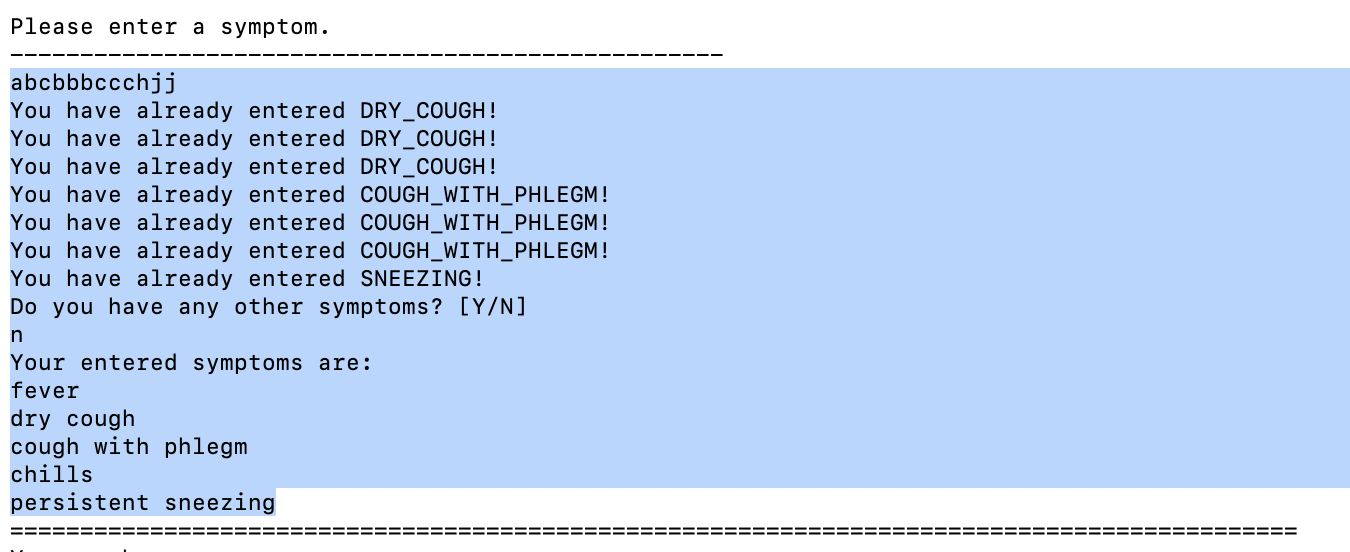 Please enter a symptom.
---------------------------------------------------
abcbbbccchjj
You have already entered DRY_COUGH!
You have already entered DRY_COUGH!
You have already entered DRY_COUGH!
You have already entered COUGH_WITH_PHLEGM!
You have already entered COUGH_WITH_PHLEGM!
You have already entered COUGH_WITH_PHLEGM!
You have already entered SNEEZING!
Do you have any other symptoms? [Y/N]
n
Your entered symptoms are:
fever
dry cough
cough with phlegm
chills
persistent sneezing
============================================================================================